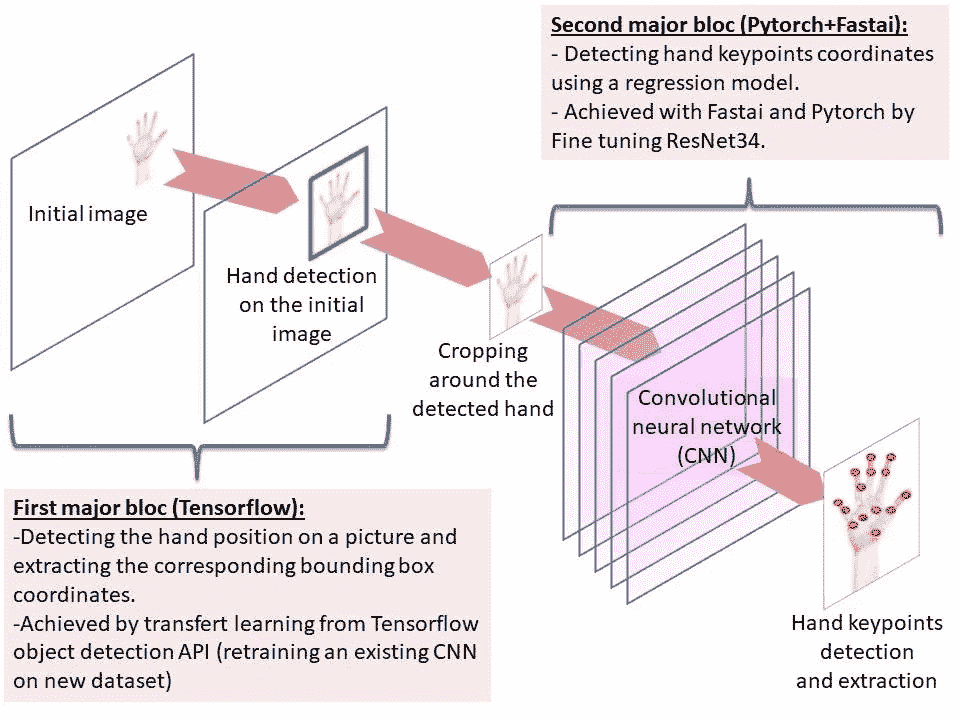 Second major bloc (Pytorch+Fastai):
- Detecting hand keypoints coordinates
using a regression model.
- Achieved with Fastai and Pytorch by
Fine tuning ResNet34.
Initial image
Hand detection
on the initial
image
Cropping
around the
detected hand
Convolutional
neural network
(CNN)
First major bloc (Tensorflow):
-Detecting the hand position on a picture and
extracting the corresponding bounding box
coordinates.
-Achieved by transfert learning from Tensorflow
object detection API (retraining an existing CNN
on new dataset)
Hand keypoints
detection
and extraction